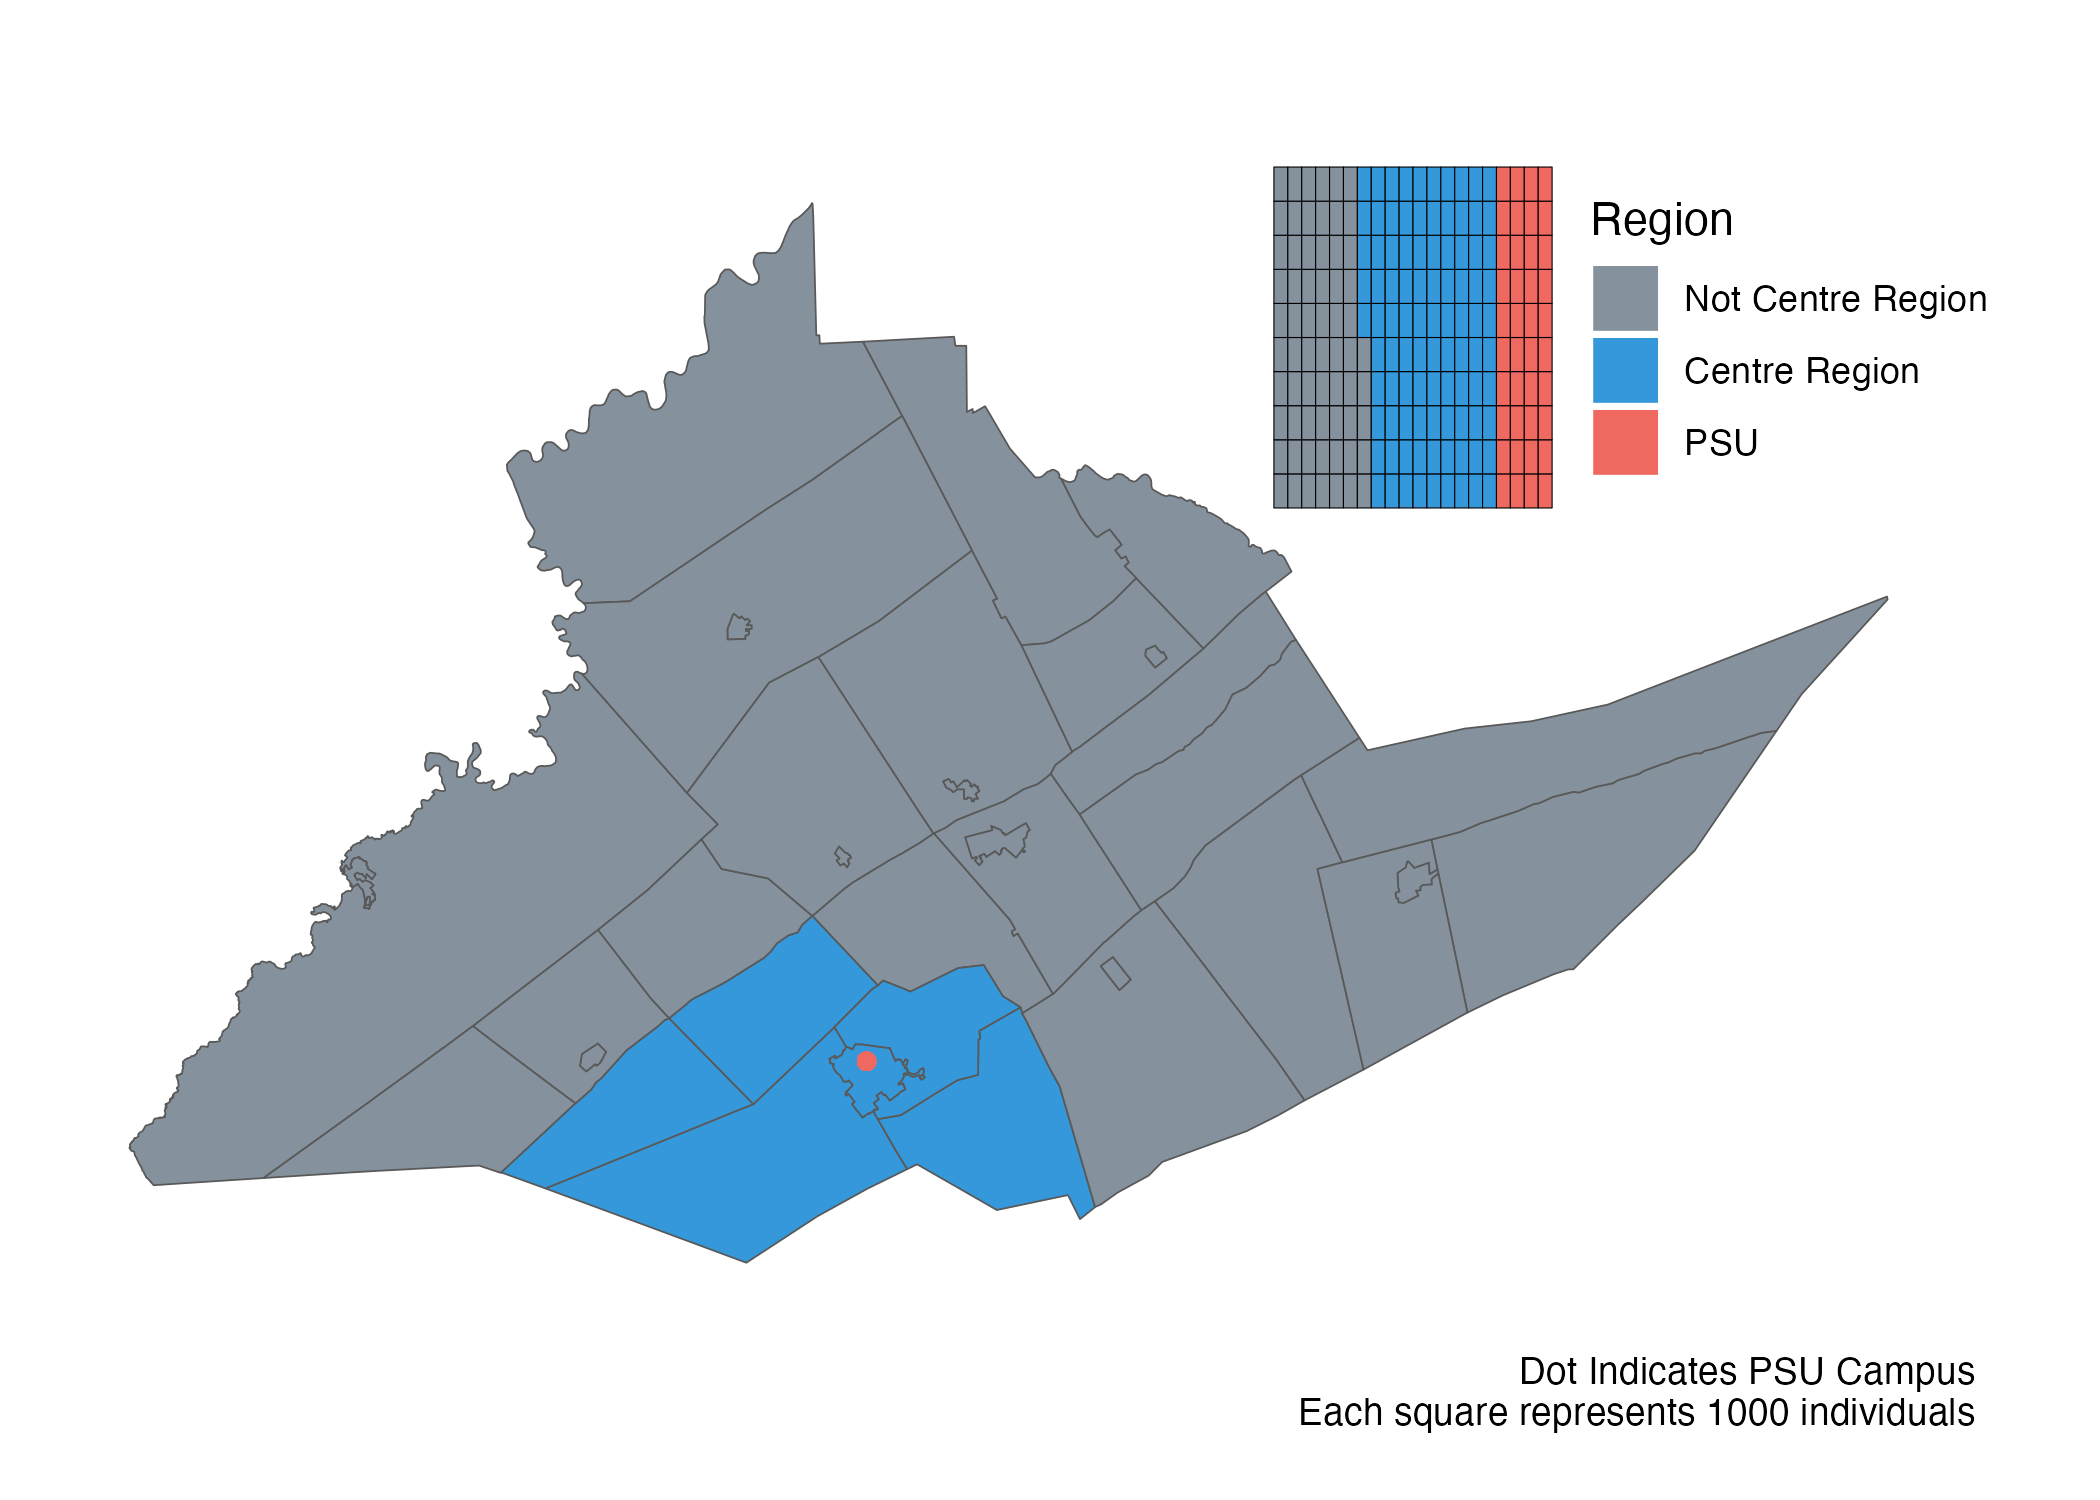 Region
Not Centre Region
Centre Region
PSU
Dot Indicates PSU Campus
Each square represents 1000 individuals